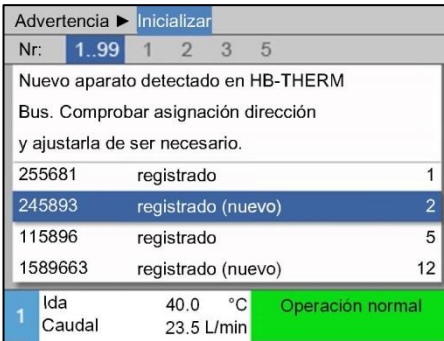 Advertencia ► Inicializar
Nr: 1..99 1 2 3 5
Nuevo aparato detectado en HB-THERM
Bus. Comprobar asignación dirección
y ajustarla de ser necesario.
255681 registrado 1
245893 registrado (nuevo) 2
115896 registrado 5
1589663 registrado (nuevo) 12
1 Ida 40.0 °C Operación normal
Caudal 23.5 L/min